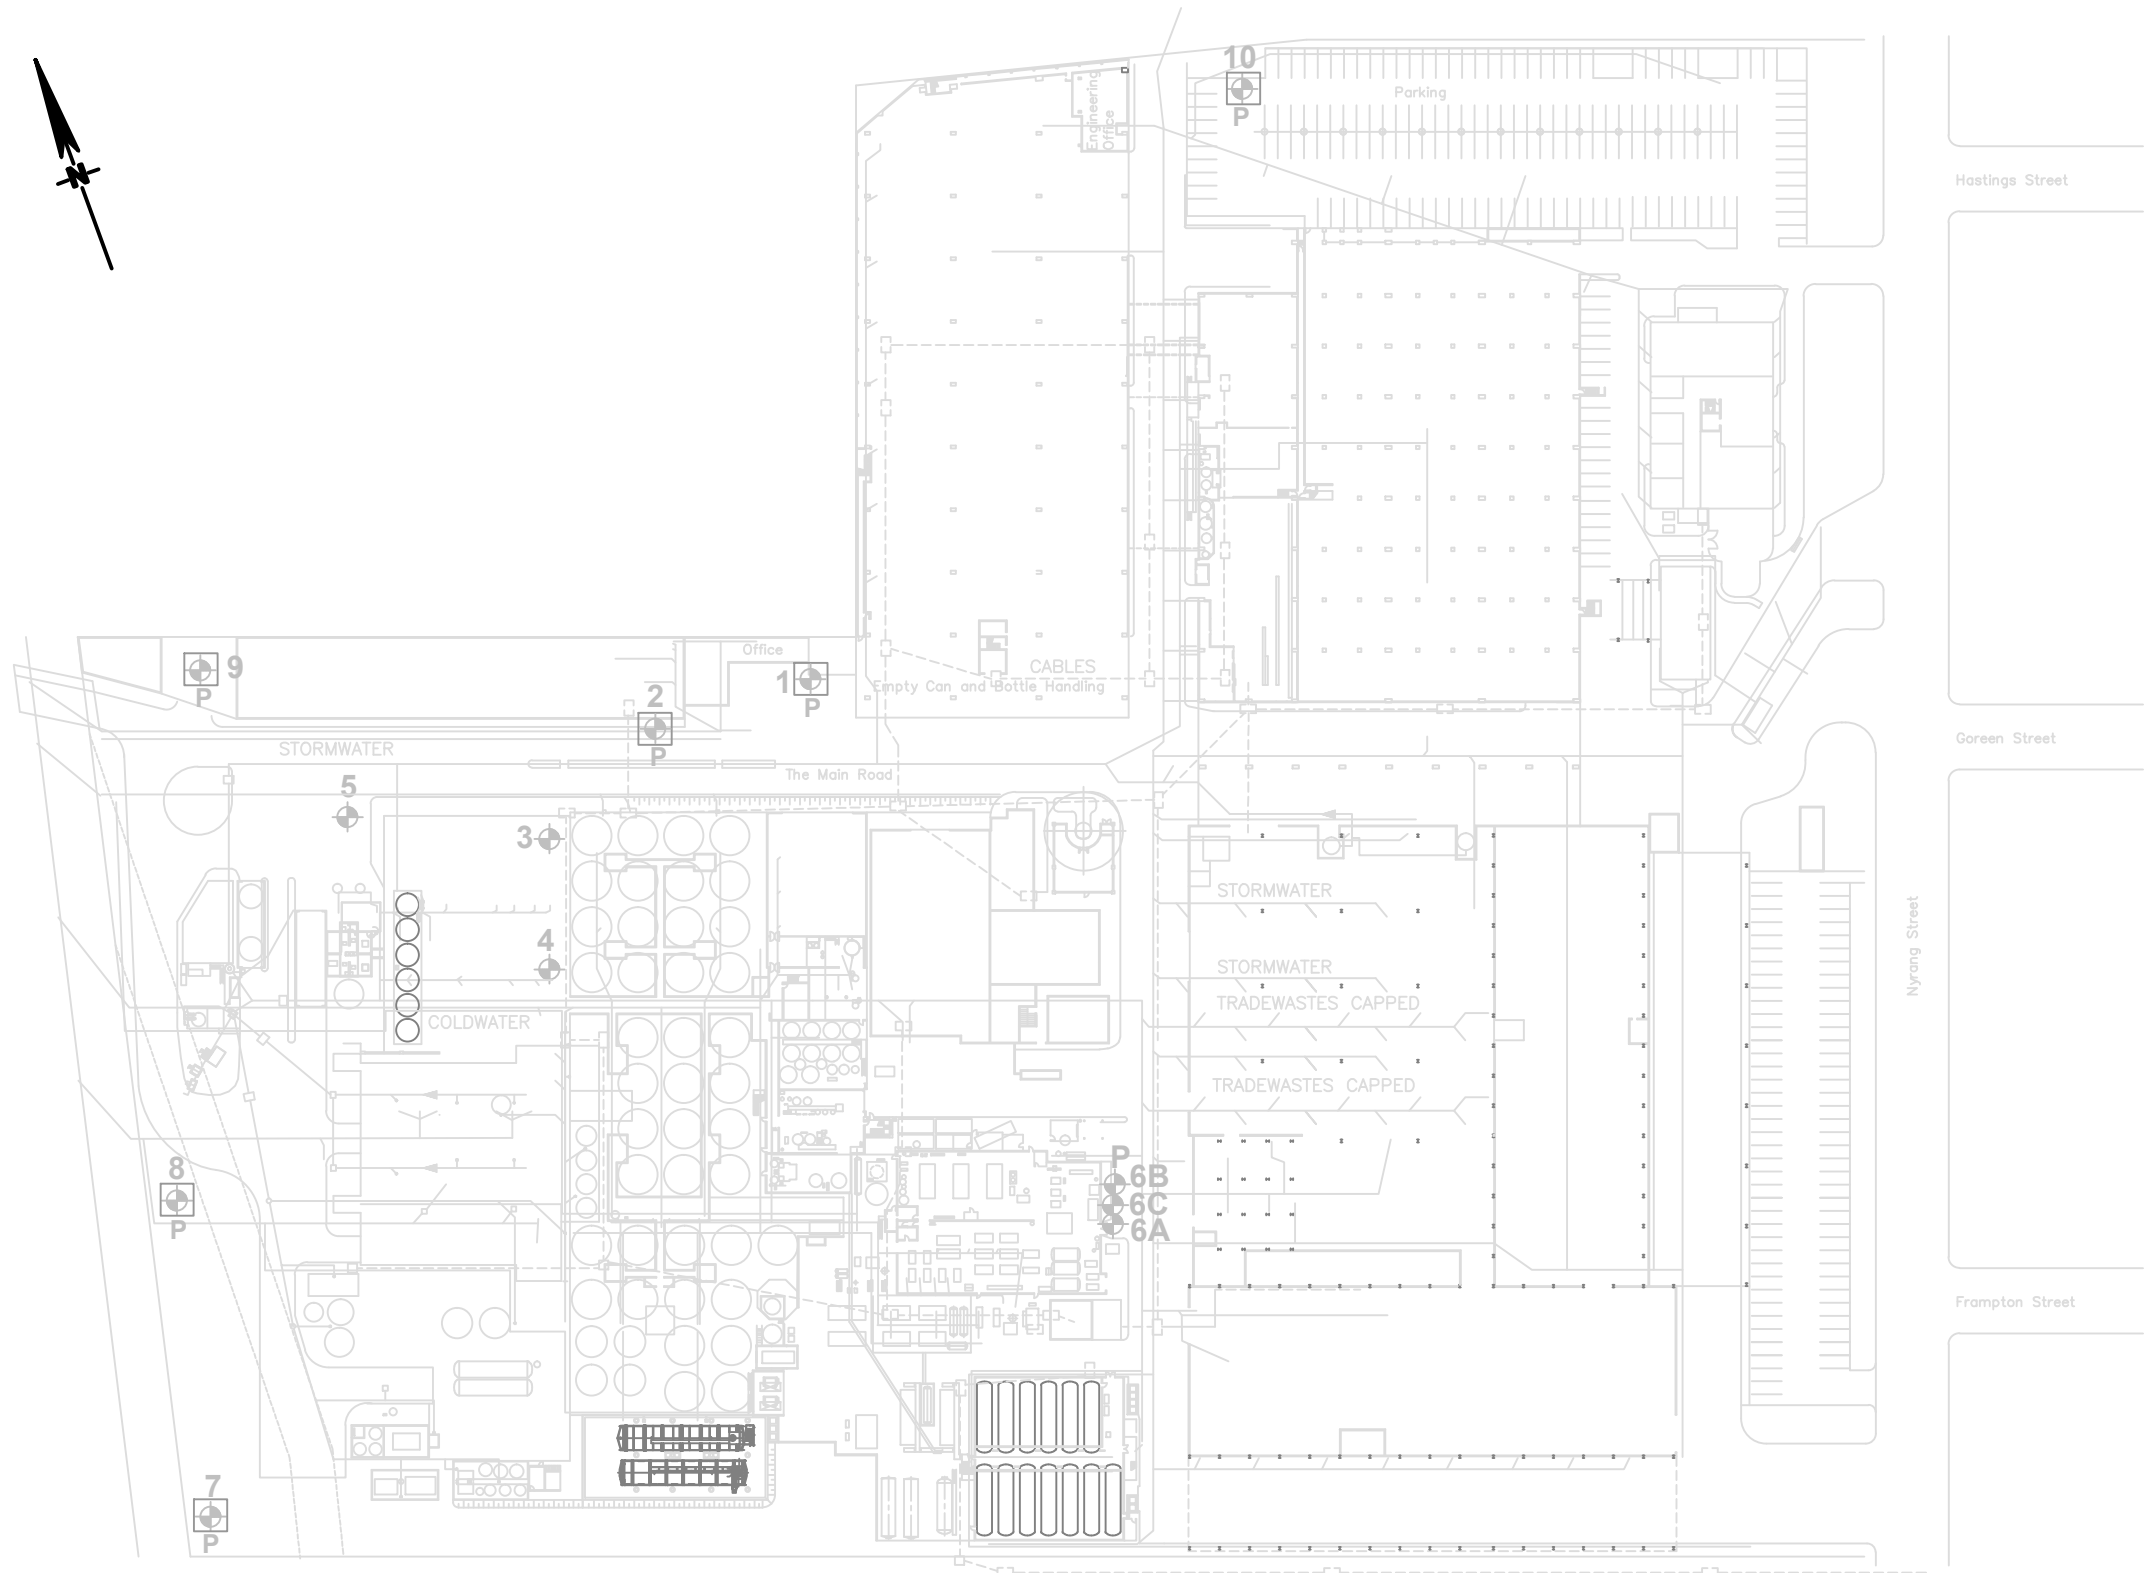 10
P
Parking
Engineering
Office
N
Hastings Street
CABLES
Empty Can and Bottle Handling
Office
9
P
1
P
2
P
STORMWATER
The Main Road
Goreen Street
5
3
4
STORMWATER
Nyrang Street
STORMWATER
TRADEWASTES CAPPED
COLDWATER
TRADEWASTES CAPPED
8
P
P
6B
6C
6A
Frampton Street
7
P